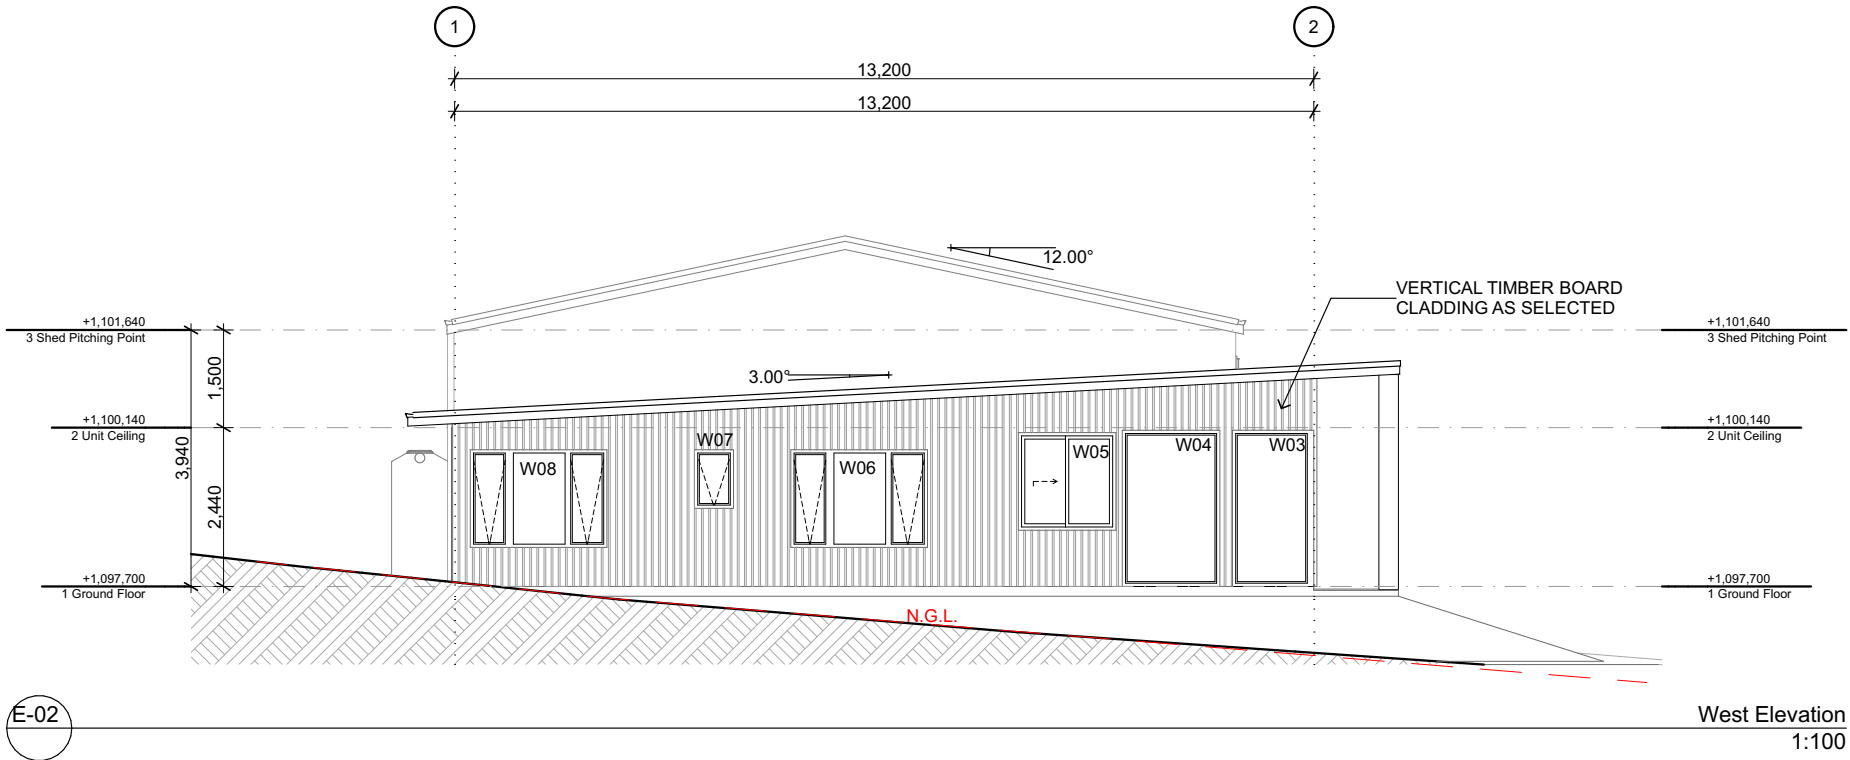 1
2
13,200
13,200
12.00°
VERTICAL TIMBER BOARD
CLADDING AS SELECTED
+1,101,640
3 Shed Pitching Point
+1,101,640
3 Shed Pitching Point
1,500
3.00°
+1,100,140
2 Unit Ceiling
+1,100,140
2 Unit Ceiling
3,940
2,440
W08
W07
W06
W05
W04
W03
+1,097,700
1 Ground Floor
+1,097,700
1 Ground Floor
N.G.L.
E-02
West Elevation
1:100